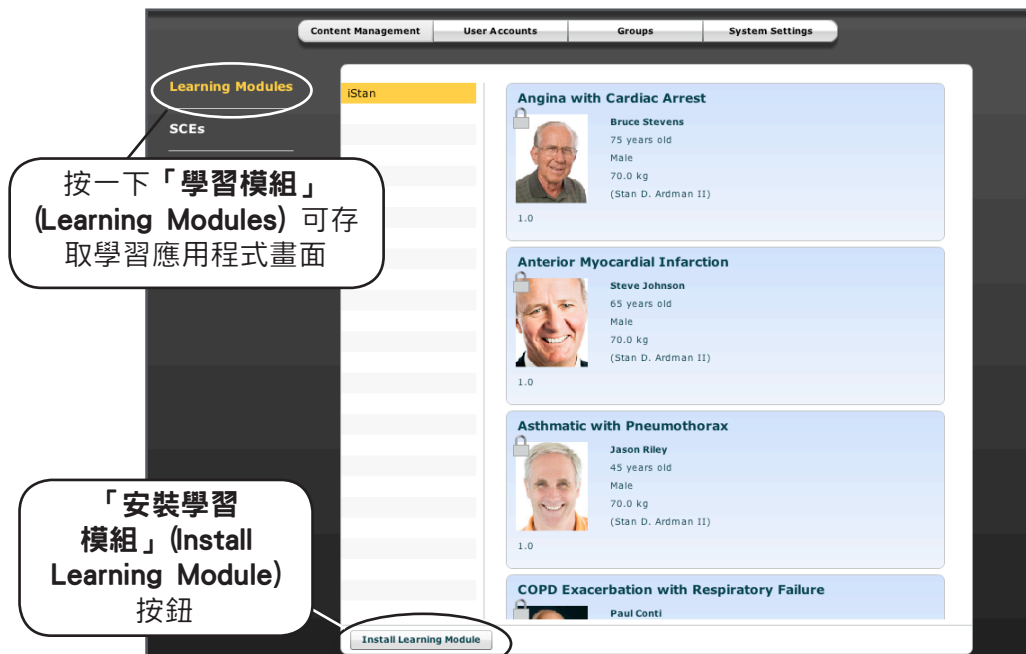 Content Management User Accounts Groups System Settings
Learning Modules
SCEs
按一下「學習模組」
(Learning Modules) 可存
取學習應用程式畫面
iStan
Angina with Cardiac Arrest
Bruce Stevens
75 years old
Male
70.0 kg
(Stan D. Ardman II)
1.0
Anterior Myocardial Infarction
Steve Johnson
65 years old
Male
70.0 kg
(Stan D. Ardman II)
1.0
Asthmatic with Pneumothorax
Jason Riley
45 years old
Male
70.0 kg
(Stan D. Ardman II)
1.0
COPD Exacerbation with Respiratory Failure
Paul Conti
「安裝學習
模組」(Install
Learning Module)
按鈕
Install Learning Module